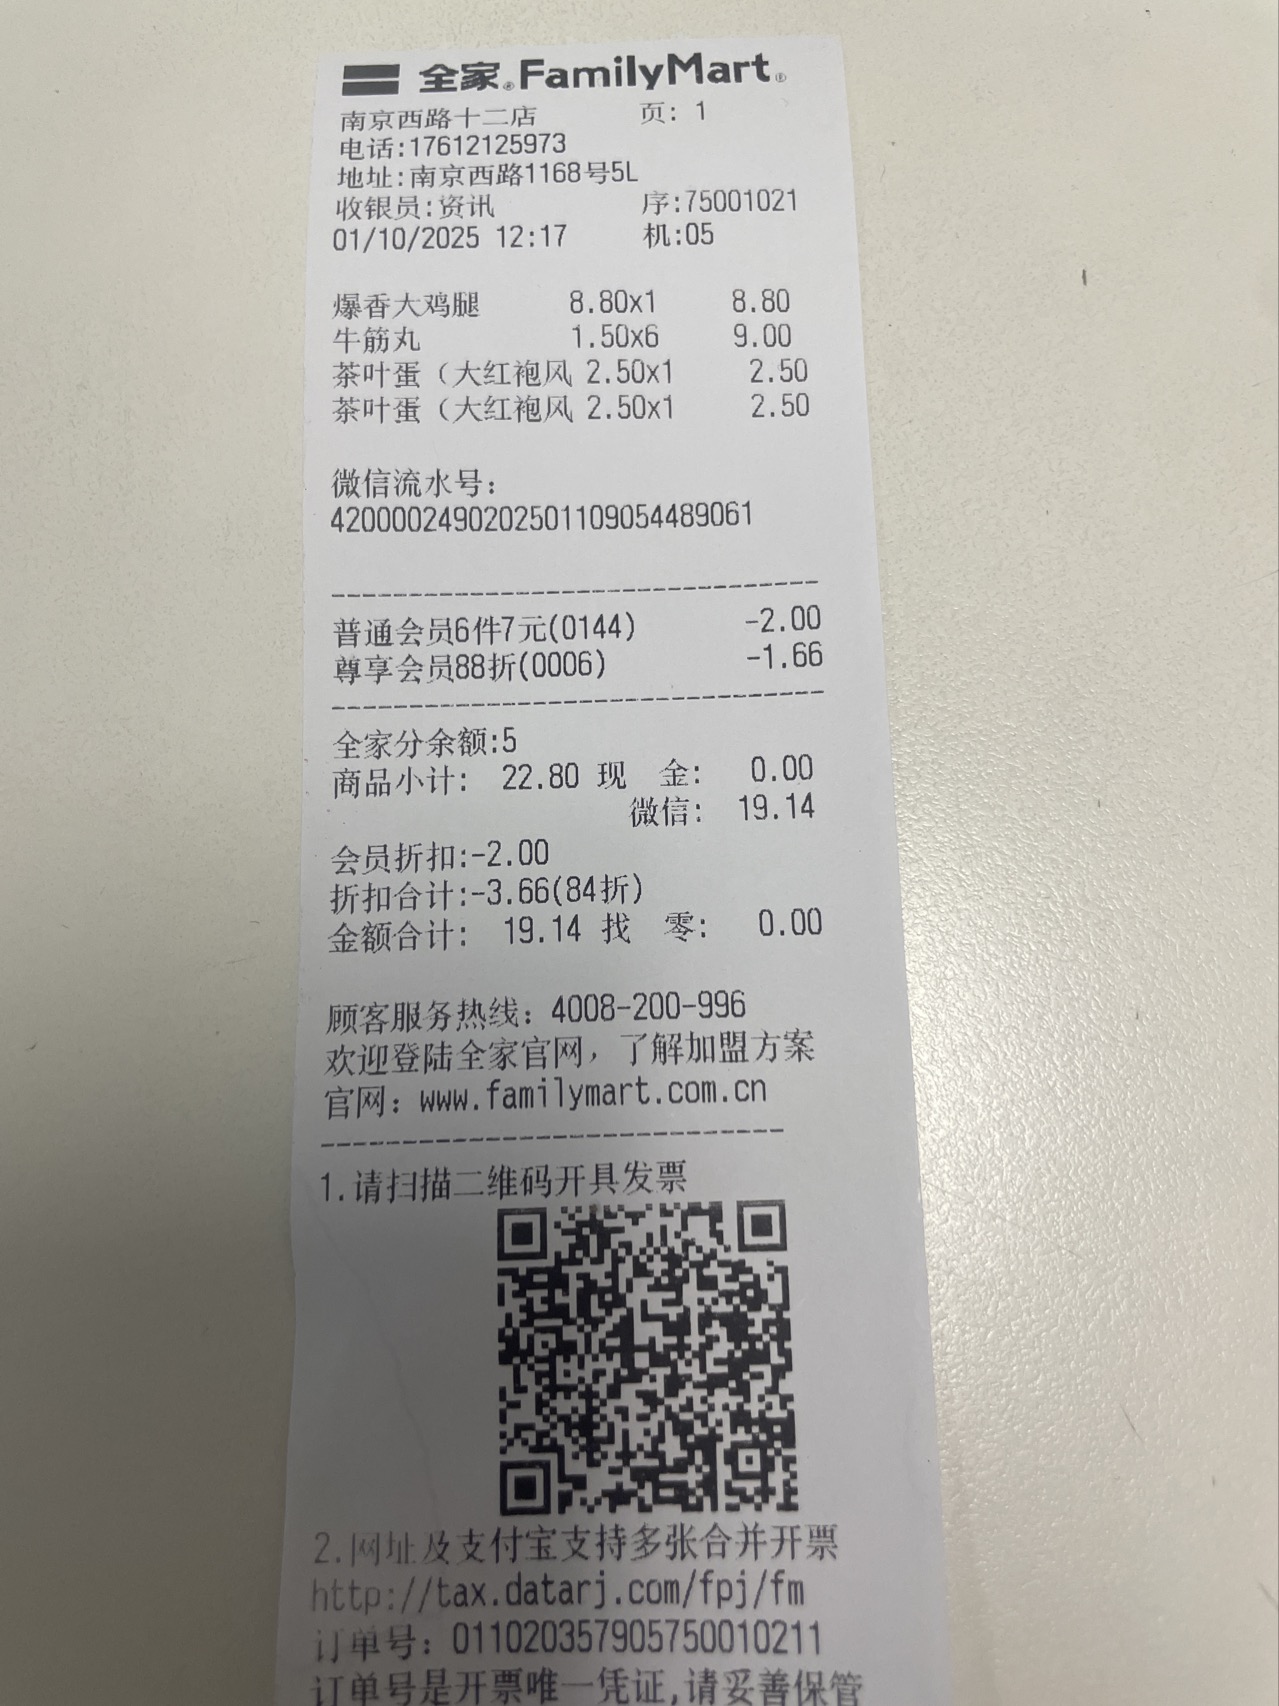 全家®FamilyMart®
南京西路十二店 页: 1
电话:17612125973
地址:南京西路1168号5L
收银员:资讯 序:75001021
01/10/2025 12:17 机:05
爆香大鸡腿 8.80x1 8.80
牛筋丸 1.50x6 9.00
茶叶蛋（大红袍风 2.50x1 2.50
茶叶蛋（大红袍风 2.50x1 2.50
微信流水号:
4200002490202501109054489061
普通会员6件7元(0144) -2.00
尊享会员88折(0006) -1.66
全家分余额:5
商品小计: 22.80 现 金: 0.00
微信: 19.14
会员折扣:-2.00
折扣合计:-3.66(84折)
金额合计: 19.14 找 零: 0.00
顾客服务热线: 4008-200-996
欢迎登陆全家官网，了解加盟方案
官网: www.familymart.com.cn
1.请扫描二维码开具发票
2.网址及支付宝支持多张合并开票
http://tax.datarj.com/fpj/fm
订单号: 011020357905750010211
订单号是开票唯一凭证,请妥善保管